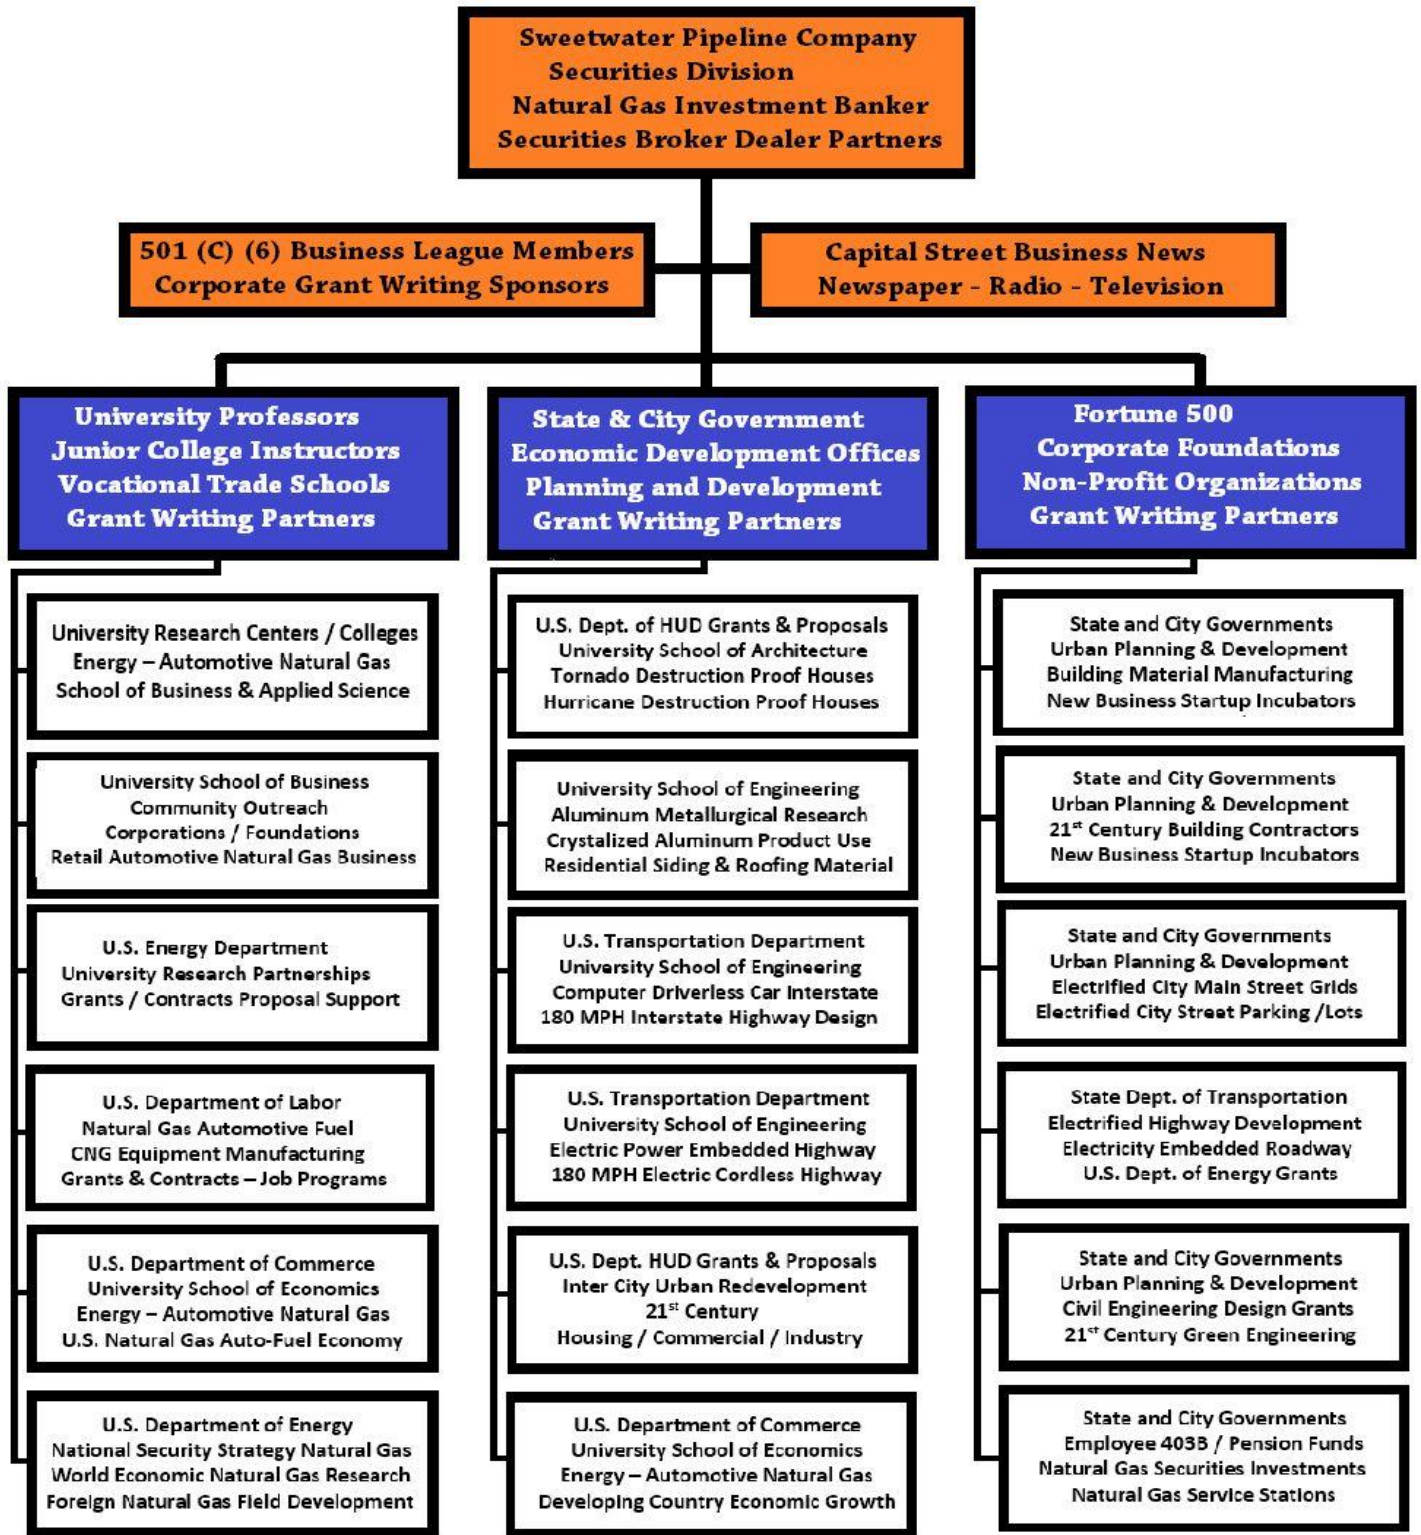 Sweetwater Pipeline Company
Securities Division
Natural Gas Investment Banker
Securities Broker Dealer Partners
501 (C) (6) Business League Members
Corporate Grant Writing Sponsors
Capital Street Business News
Newspaper - Radio - Television
University Professors
Junior College Instructors
Vocational Trade Schools
Grant Writing Partners
University Research Centers / Colleges
Energy – Automotive Natural Gas
School of Business & Applied Science
University School of Business
Community Outreach
Corporations / Foundations
Retail Automotive Natural Gas Business
U.S. Energy Department
University Research Partnerships
Grants / Contracts Proposal Support
U.S. Department of Labor
Natural Gas Automotive Fuel
CNG Equipment Manufacturing
Grants & Contracts – Job Programs
U.S. Department of Commerce
University School of Economics
Energy – Automotive Natural Gas
U.S. Natural Gas Auto-Fuel Economy
U.S. Department of Energy
National Security Strategy Natural Gas
World Economic Natural Gas Research
Foreign Natural Gas Field Development
State & City Government
Economic Development Offices
Planning and Development
Grant Writing Partners
U.S. Dept. of HUD Grants & Proposals
University School of Architecture
Tornado Destruction Proof Houses
Hurricane Destruction Proof Houses
University School of Engineering
Aluminum Metallurgical Research
Crystalized Aluminum Product Use
Residential Siding & Roofing Material
U.S. Transportation Department
University School of Engineering
Computer Driverless Car Interstate
180 MPH Interstate Highway Design
U.S. Transportation Department
University School of Engineering
Electric Power Embedded Highway
180 MPH Electric Cordless Highway
U.S. Dept. HUD Grants & Proposals
Inter City Urban Redevelopment
21st Century
Housing / Commercial / Industry
U.S. Department of Commerce
University School of Economics
Energy – Automotive Natural Gas
Developing Country Economic Growth
Fortune 500
Corporate Foundations
Non-Profit Organizations
Grant Writing Partners
State and City Governments
Urban Planning & Development
Building Material Manufacturing
New Business Startup Incubators
State and City Governments
Urban Planning & Development
21st Century Building Contractors
New Business Startup Incubators
State and City Governments
Urban Planning & Development
Electrified City Main Street Grids
Electrified City Street Parking /Lots
State Dept. of Transportation
Electrified Highway Development
Electricity Embedded Roadway
U.S. Dept. of Energy Grants
State and City Governments
Urban Planning & Development
Civil Engineering Design Grants
21st Century Green Engineering
State and City Governments
Employee 403B / Pension Funds
Natural Gas Securities Investments
Natural Gas Service Stations